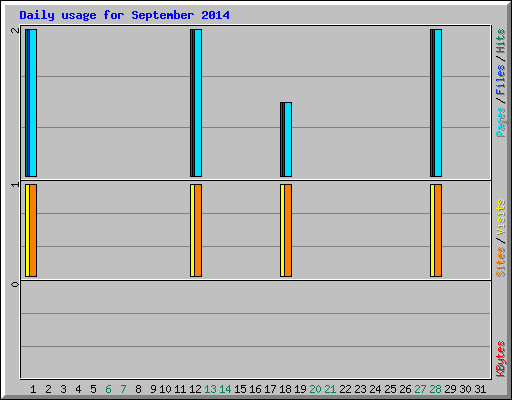 Daily usage for September 2014
2
Pages/Files/Hits
1
Sites/Visits
0
KBytes
1 2 3 4 5 6 7 8 9 10 11 12 13 14 15 16 17 18 19 20 21 22 23 24 25 26 27 28 29 30 31